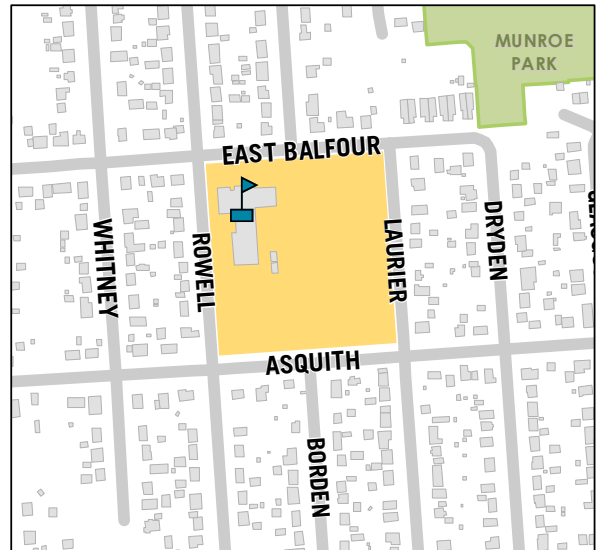 MUNROE
PARK
EAST BALFOUR
WHITNEY
ROWELL
LAURIER
DRYDEN
ASQUITH
BORDEN